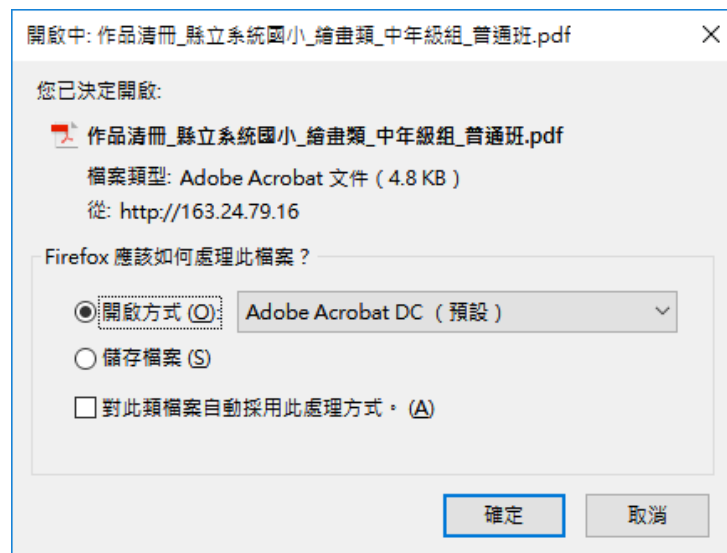 開啟中: 作品清冊_縣立系統國小_繪畫類_中年級組_普通班.pdf
您已決定開啟:
作品清冊_縣立系統國小_繪畫類_中年級組_普通班.pdf
檔案類型: Adobe Acrobat 文件 ( 4.8 KB )
從: http://163.24.79.16
Firefox 應該如何處理此檔案？
開啟方式 (O):
Adobe Acrobat DC （預設）
儲存檔案 (S)
對此類檔案自動採用此處理方式。 (A)
確定
取消